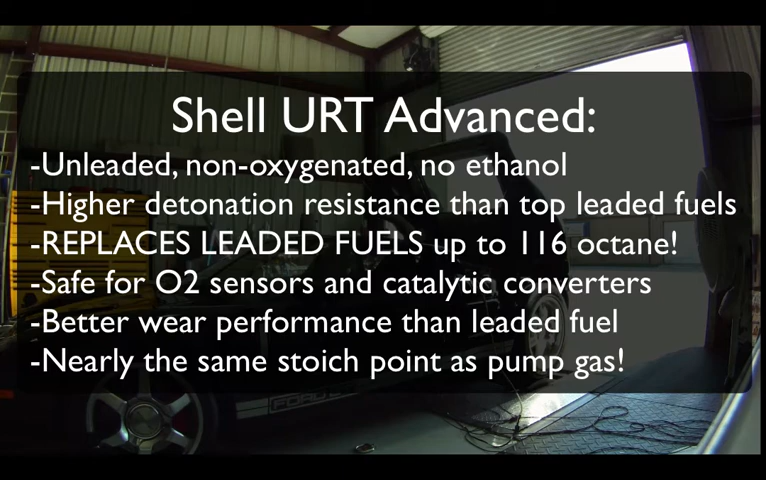 Shell URT Advanced:
-Unleaded, non-oxygenated, no ethanol
-Higher detonation resistance than top leaded fuels
-REPLACES LEADED FUELS up to 116 octane!
-Safe for O2 sensors and catalytic converters
-Better wear performance than leaded fuel
-Nearly the same stoich point as pump gas!
FORD